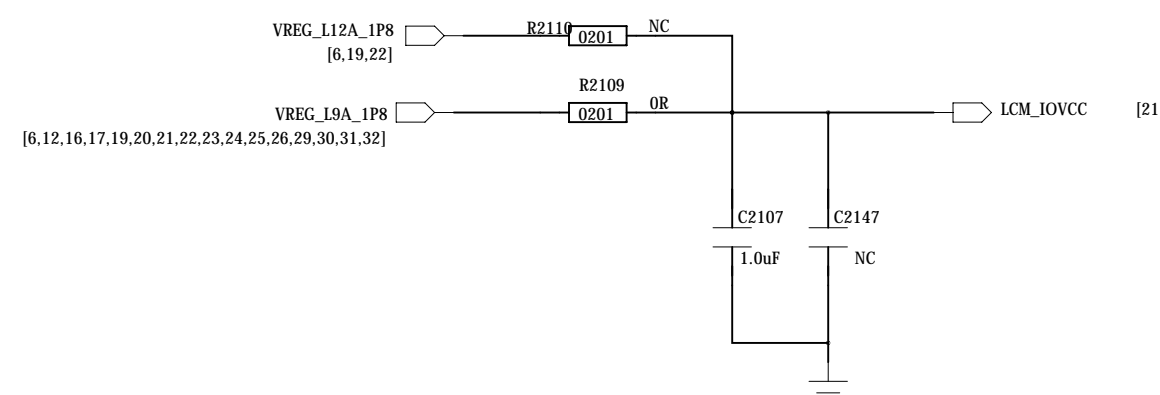 VREG_L12A_1P8
[6,19,22]
R2110
0201
NC
R2109
VREG_L9A_1P8
0201
0R
LCM_IOVCC
[21
[6,12,16,17,19,20,21,22,23,24,25,26,29,30,31,32]
C2107
C2147
1.0uF
NC